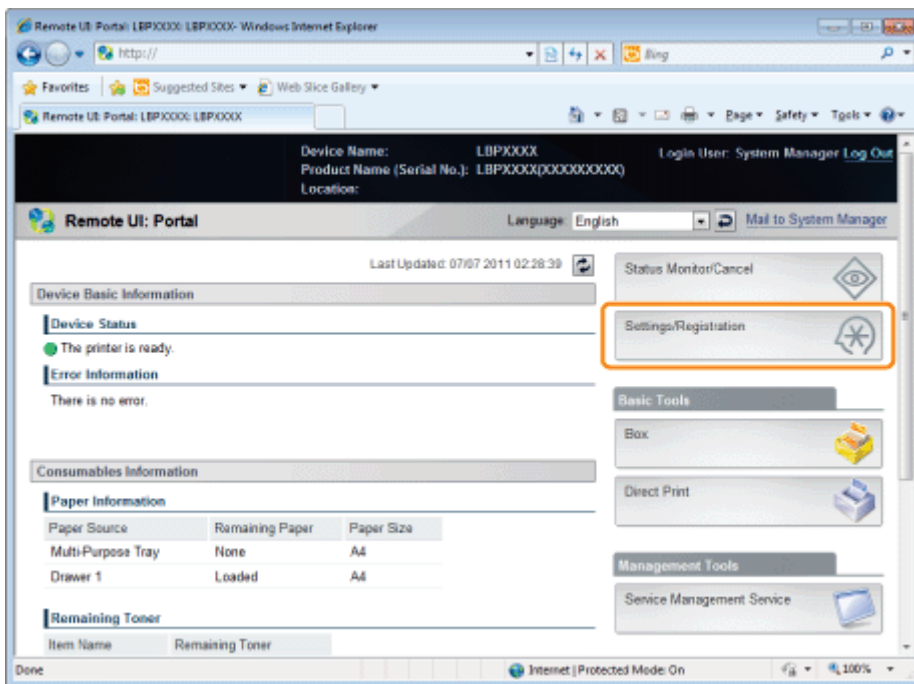 Remote UI: Portal: LBPXXXX: LBPXXXX- Windows Internet Explorer
http://
Bing
Favorites
Suggested Sites
Web Slice Gallery
Remote UI: Portal: LBPXXXX: LBPXXXX
Page Safety Tools
Device Name: LBPXXXX
Login User: System Manager Log Out
Product Name (Serial No.): LBPXXXX(XXXXXXXXX)
Location:
Remote UI: Portal
Language: English
Mail to System Manager
Last Updated: 07/07 2011 02:28:39
Status Monitor/Cancel
Device Basic Information
Device Status
Settings/Registration
The printer is ready.
Error Information
There is no error.
Basic Tools
Box
Consumables Information
Direct Print
Paper Information
Paper Source Remaining Paper Paper Size
Multi-Purpose Tray None A4
Drawer 1 Loaded A4
Management Tools
Service Management Service
Remaining Toner
Item Name Remaining Toner
Done
Internet | Protected Mode: On
100%